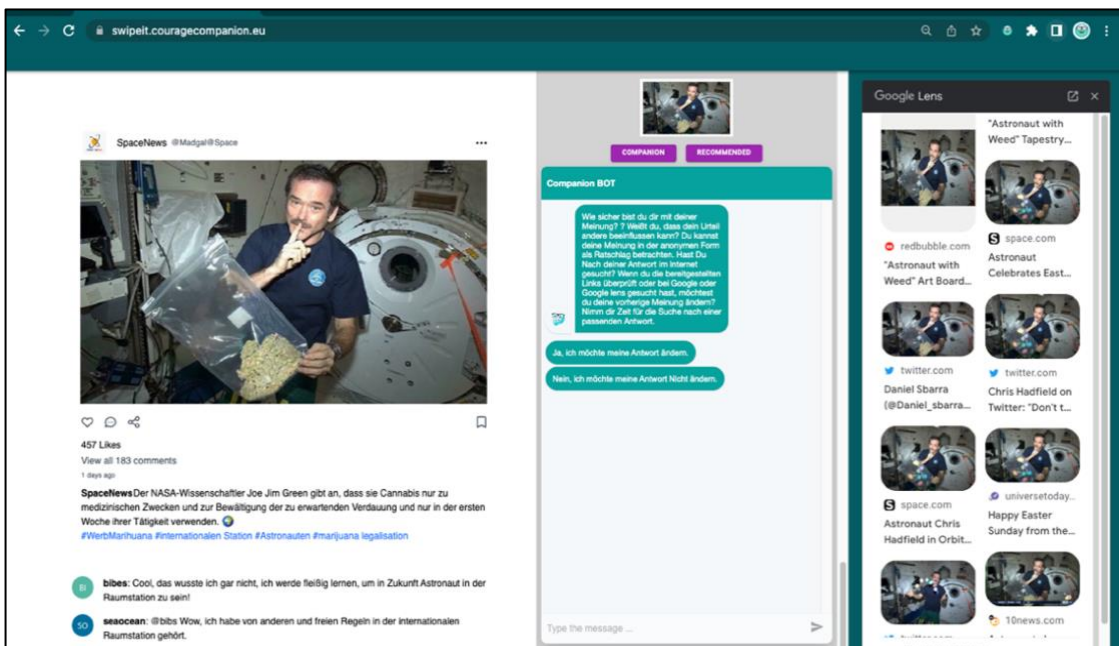 swipeit.couragecompanion.eu
SpaceNews @Madgal@Space
457 Likes
View all 183 comments
1 days ago
SpaceNewsDer NASA-Wissenschaftler Joe Jim Green gibt an, dass sie Cannabis nur zu
medizinischen Zwecken und zur Bewältigung der zu erwartenden Verdauung und nur in der ersten
Woche ihrer Tätigkeit verwenden.
#WerbMarihuana #internationalen Station #Astronauten #marijuana legalisation
BI
bibes: Cool, das wusste ich gar nicht, ich werde fleißig lernen, um in Zukunft Astronaut in der
Raumstation zu sein!
SO
seaocean: @bibs Wow, ich habe von anderen und freien Regeln in der internationalen
Raumstation gehört.
COMPANION
RECOMMENDED
Companion BOT
Wie sicher bist du dir mit deiner
Meinung? ? Weißt du, dass dein Urteil
andere beeinflussen kann? Du kannst
deine Meinung in der anonymen Form
als Ratschlag betrachten. Hast Du
Nach deiner Antwort im Internet
gesucht? Wenn du die bereitgestellten
Links überprüft oder bei Google oder
Google lens gesucht hast, möchtest
du deine vorherige Meinung ändern?
Nimm dir Zeit für die Suche nach einer
passenden Antwort.
Ja, ich möchte meine Antwort ändern.
Nein, ich möchte meine Antwort Nicht ändern.
Type the message ...
Google Lens
redbubble.com
"Astronaut with
Weed" Art Board...
twitter.com
Daniel Sbarra
(@Daniel_sbarra...
space.com
Astronaut Chris
Hadfield in Orbit...
twitter.com
"Astronaut with
Weed" Tapestry...
space.com
Astronaut
Celebrates East...
twitter.com
Chris Hadfield on
Twitter: "Don't t...
universetoday...
Happy Easter
Sunday from the...
10news.com